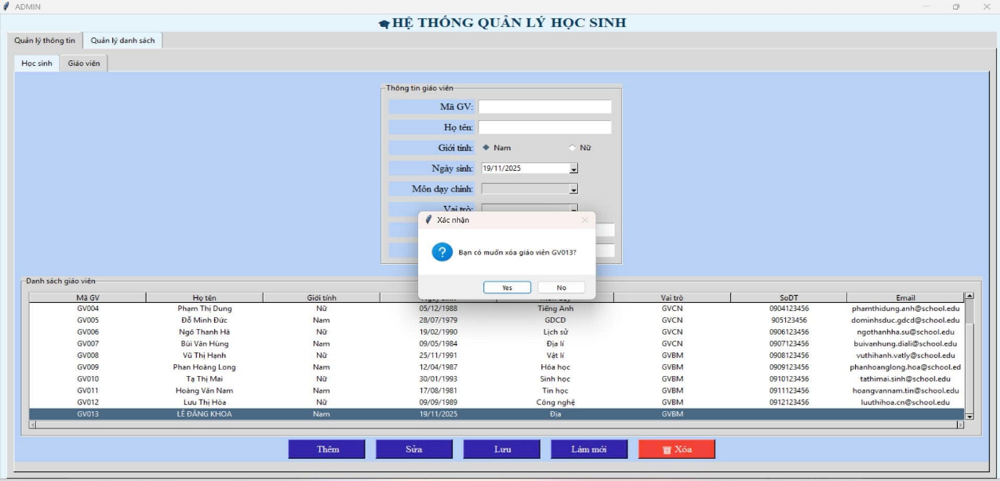 ADMIN
HỆ THỐNG QUẢN LÝ HỌC SINH
Quản lý thông tin Quản lý danh sách
Học sinh Giáo viên
Thông tin giáo viên
Mã GV:
Họ tên:
Giới tính: Nam Nữ
Ngày sinh: 19/11/2025
Môn dạy chính:
Vai trò:
Xác nhận
Bạn có muốn xóa giáo viên GV013?
Yes No
Danh sách giáo viên
Mã GV Họ tên Giới tính Vai trò SoDT Email
GV004 Phạm Thị Dung Nữ 05/12/1988 Tiếng Anh GVCN 0904123456 phamthidung.anh@school.edu
GV005 Đỗ Minh Đức Nam 28/07/1979 GDCD GVCN 905123456 dominhsduc.gdcd@school.edu
GV006 Ngô Thanh Hà Nữ 19/02/1990 Lịch sử GVCN 0906123456 ngothanhha.su@school.edu
GV007 Bùi Văn Hùng Nam 09/05/1984 Địa lí GVCN 0907123456 buivanhung.diali@school.edu
GV008 Vũ Thị Hạnh Nữ 25/11/1991 Vật lí GVBM 0908123456 vuthihanh.vatly@school.edu
GV009 Phan Hoàng Long Nam 12/04/1987 Hóa học GVBM 0909123456 phanhoanglong.hoa@school.ed
GV010 Tạ Thị Mai Nữ 30/01/1993 Sinh học GVBM 0910123456 tathimai.sinh@school.edu
GV011 Hoàng Văn Nam Nam 17/08/1981 Tin học GVBM 0911123456 hoangvannam.tin@school.edu
GV012 Lưu Thị Hòa Nữ 09/09/1989 Công nghệ GVBM 0912123456 luuthihoa.cn@school.edu
GV013 LÊ ĐĂNG KHOA Nam 19/11/2025 Địa GVBM
Thêm Sửa Lưu Làm mới Xóa